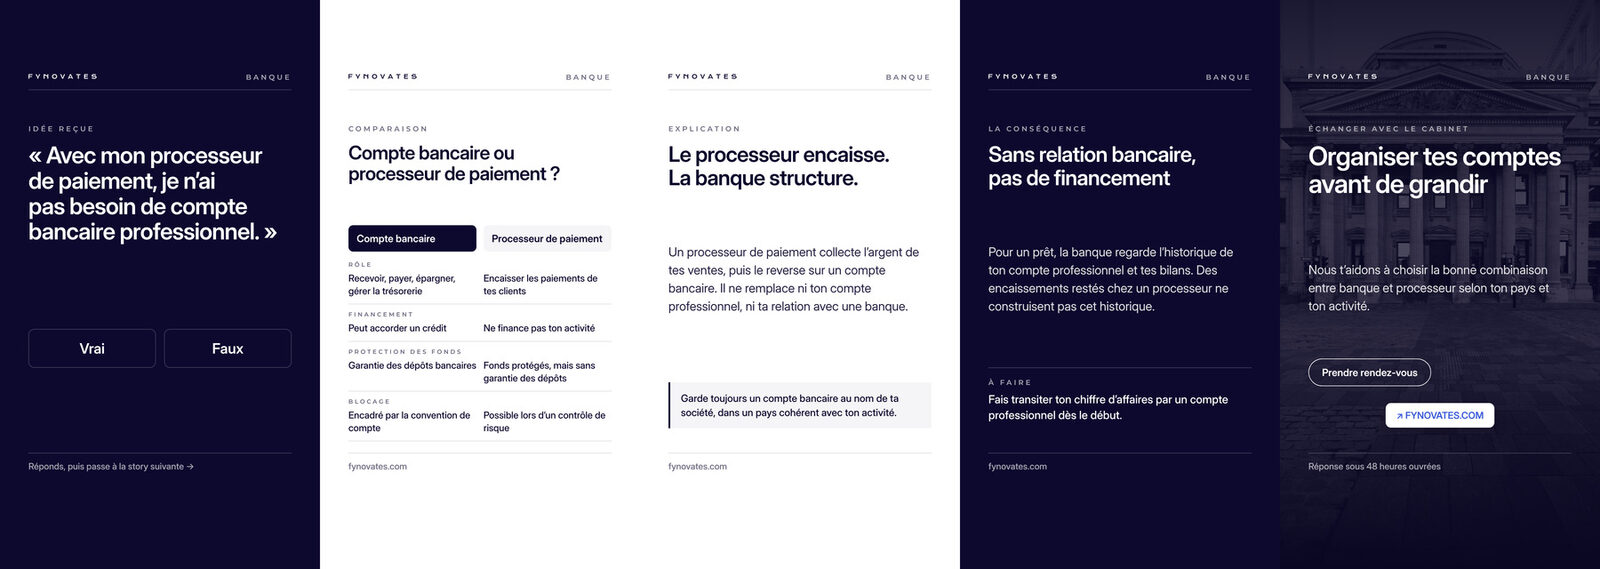 FYNOVATES
BANQUE
IDÉE REÇUE
« Avec mon processeur
de paiement, je n’ai
pas besoin de compte
bancaire professionnel. »
Vrai
Faux
Réponds, puis passe à la story suivante →
FYNOVATES
BANQUE
COMPARAISON
Compte bancaire ou
processeur de paiement ?
Compte bancaire
Processeur de paiement
RÔLE
Recevoir, payer, épargner,
gérer la trésorerie
Encaisser les paiements de
tes clients
FINANCEMENT
Peut accorder un crédit
Ne finance pas ton activité
PROTECTION DES FONDS
Garantie des dépôts bancaires
Fonds protégés, mais sans
garantie des dépôts
BLOCAGE
Encadré par la convention de
compte
Possible lors d’un contrôle de
risque
fynovates.com
FYNOVATES
BANQUE
EXPLICATION
Le processeur encaisse.
La banque structure.
Un processeur de paiement collecte l’argent de
tes ventes, puis le reverse sur un compte
bancaire. Il ne remplace ni ton compte
professionnel, ni ta relation avec une banque.
Garde toujours un compte bancaire au nom de ta
société, dans un pays cohérent avec ton activité.
fynovates.com
FYNOVATES
BANQUE
LA CONSÉQUENCE
Sans relation bancaire,
pas de financement
Pour un prêt, la banque regarde l’historique de
ton compte professionnel et tes bilans. Des
encaissements restés chez un processeur ne
construisent pas cet historique.
À FAIRE
Fais transiter ton chiffre d’affaires par un compte
professionnel dès le début.
fynovates.com
FYNOVATES
BANQUE
ÉCHANGER AVEC LE CABINET
Organiser tes comptes
avant de grandir
Nous t’aidons à choisir la bonne combinaison
entre banque et processeur selon ton pays et
ton activité.
Prendre rendez-vous
↗ FYNOVATES.COM
Réponse sous 48 heures ouvrées